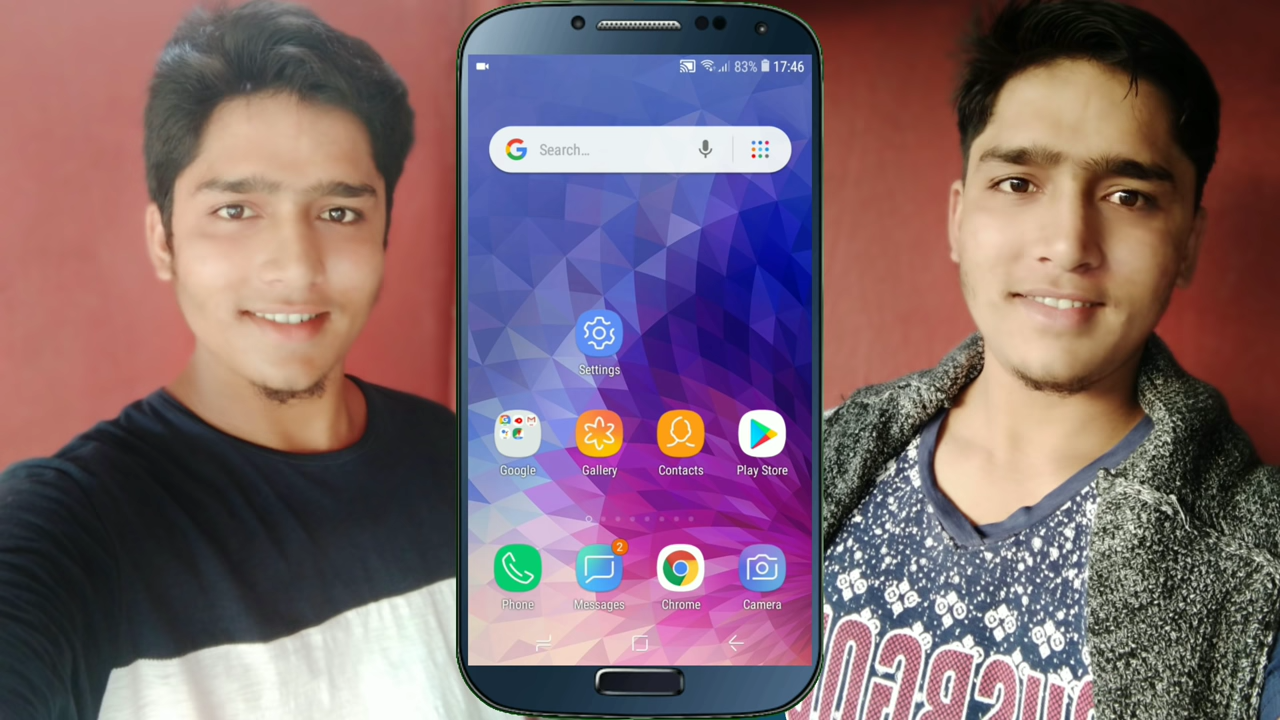 83% 17:46
Search...
Settings
Google Gallery Contacts Play Store
2
Phone Messages Chrome Camera